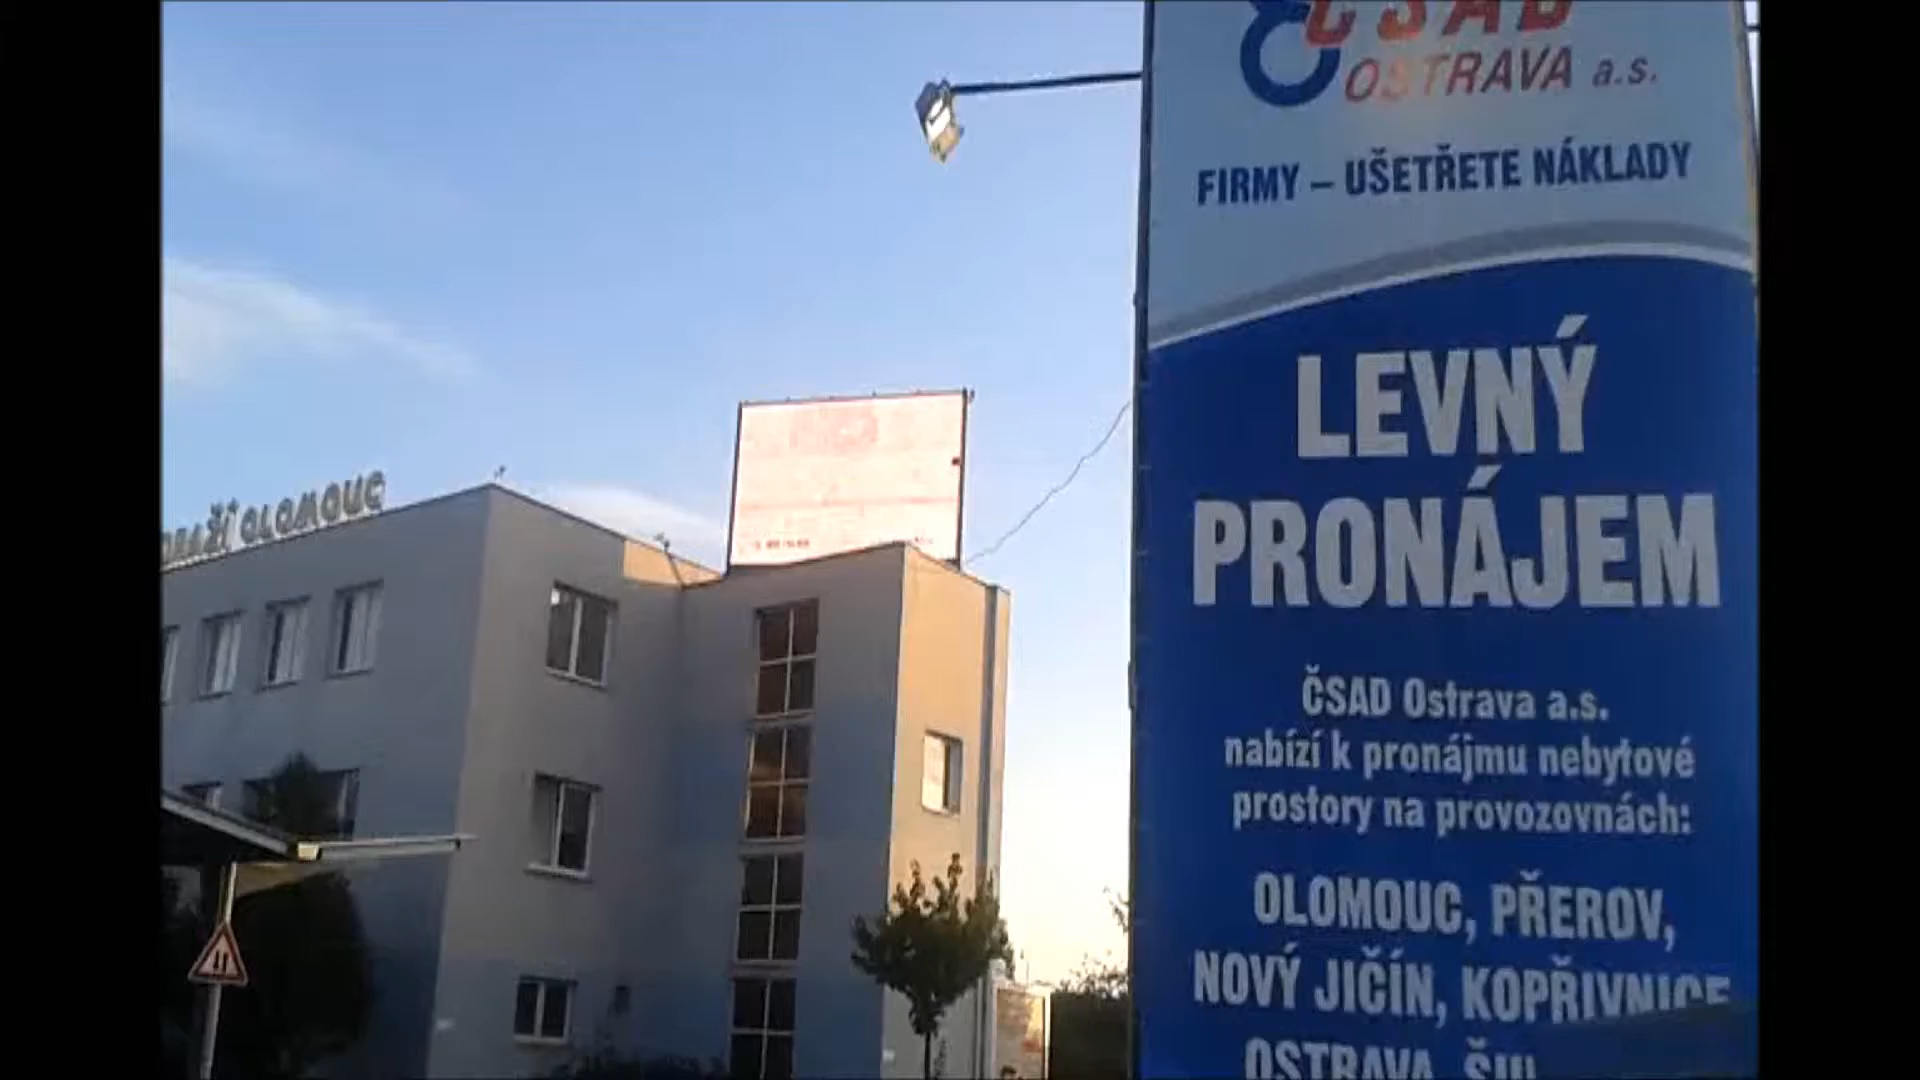 ČSAD
OSTRAVA a.s.
FIRMY – UŠETŘETE NÁKLADY
LEVNÝ
PRONÁJEM
ČSAD Ostrava a.s.
nabízí k pronájmu nebytové
prostory na provozovnách:
OLOMOUC, PŘEROV,
NOVÝ JIČÍN, KOPŘIVNICE
OSTRAVA,
OLOMOUC